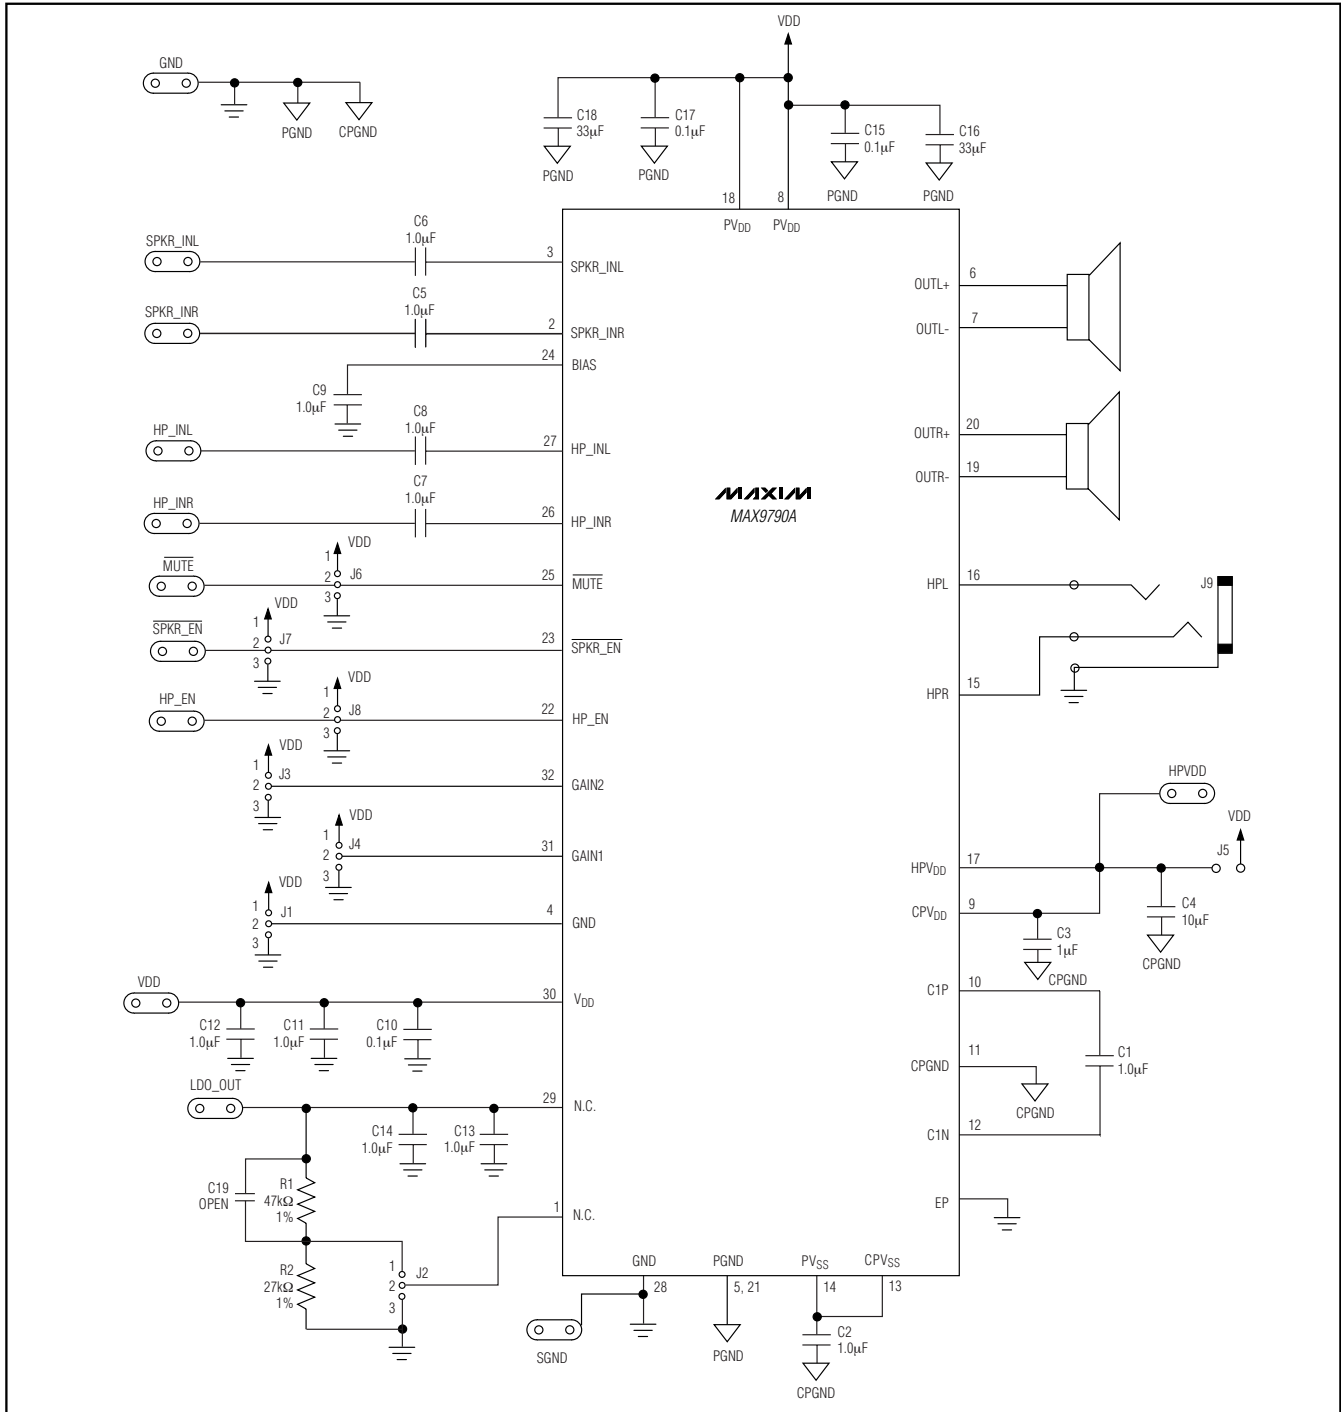 VDD
GND
PGND
CPGND
C18
33µF
PGND
C17
0.1µF
PGND
C15
0.1µF
PGND
C16
33µF
PGND
18
8
PVDD
PVDD
SPKR_INL
C6
1.0µF
3
SPKR_INL
SPKR_INR
C5
1.0µF
2
SPKR_INR
24
BIAS
C9
1.0µF
HP_INL
C8
1.0µF
27
HP_INL
HP_INR
C7
1.0µF
26
HP_INR
MUTE
VDD
1
2
3
J6
25
MUTE
SPKR_EN
VDD
1
2
3
J7
23
SPKR_EN
HP_EN
VDD
1
2
3
J8
22
HP_EN
VDD
1
2
3
J3
32
GAIN2
VDD
1
2
3
J4
31
GAIN1
VDD
1
2
3
J1
4
GND
VDD
C12
1.0µF
C11
1.0µF
C10
0.1µF
30
VDD
LDO_OUT
C14
1.0µF
C13
1.0µF
29
N.C.
C19
OPEN
R1
47kΩ
1%
R2
27kΩ
1%
1
2
3
J2
1
N.C.
MAXIM
MAX9790A
OUTL+
6
OUTL-
7
OUTR+
20
OUTR-
19
HPL
16
J9
HPR
15
HPVDD
VDD
J5
HPVDD
17
CPVDD
9
C4
10µF
CPGND
C3
1µF
CPGND
C1P
10
C1
1.0µF
CPGND
11
CPGND
C1N
12
EP
GND
28
SGND
PGND
5, 21
PGND
PVSS
14
CPVSS
13
C2
1.0µF
CPGND